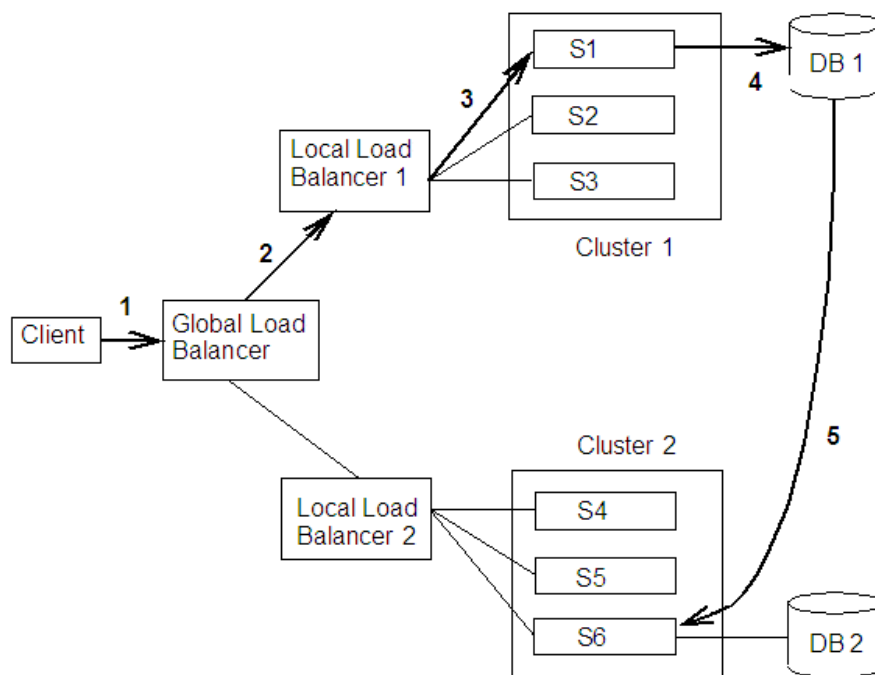 S1
DB 1
4
3
S2
Local Load
Balancer 1
S3
2
Cluster 1
1
Client
Global Load
Balancer
5
Cluster 2
Local Load
Balancer 2
S4
S5
S6
DB 2